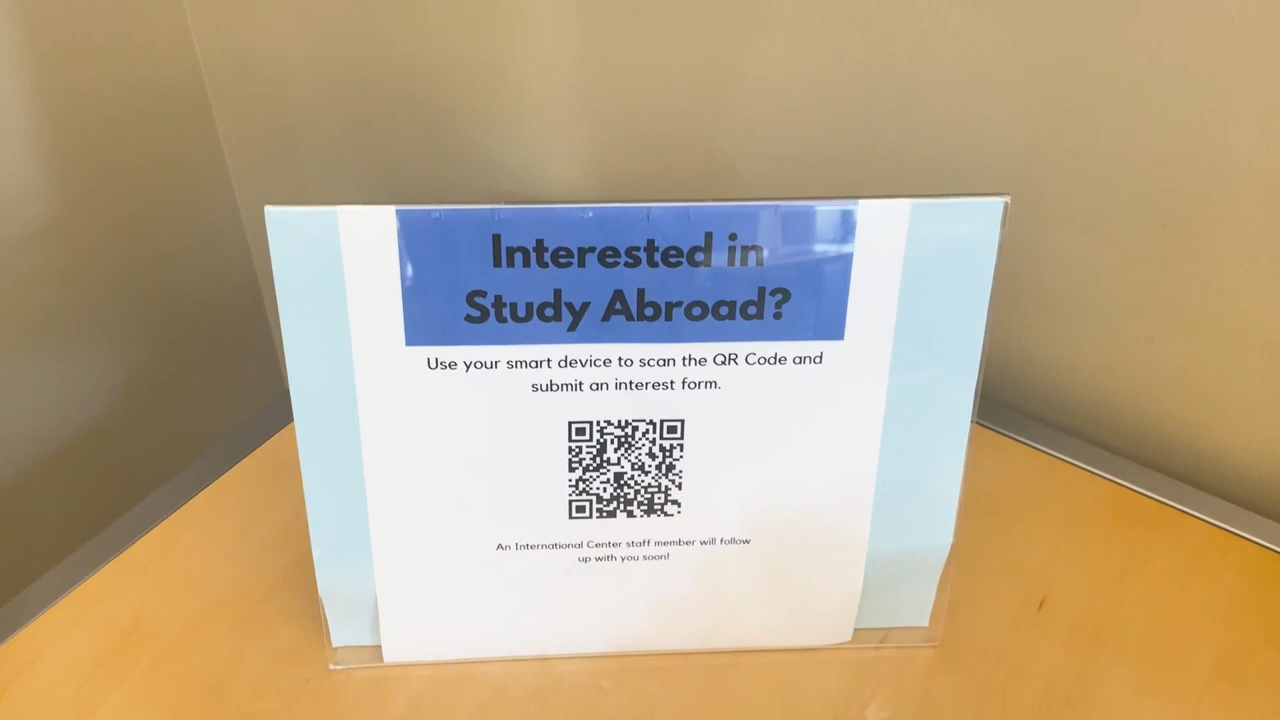 Interested in
Study Abroad?
Use your smart device to scan the QR Code and
submit an interest form.
An International Center staff member will follow
up with you soon!